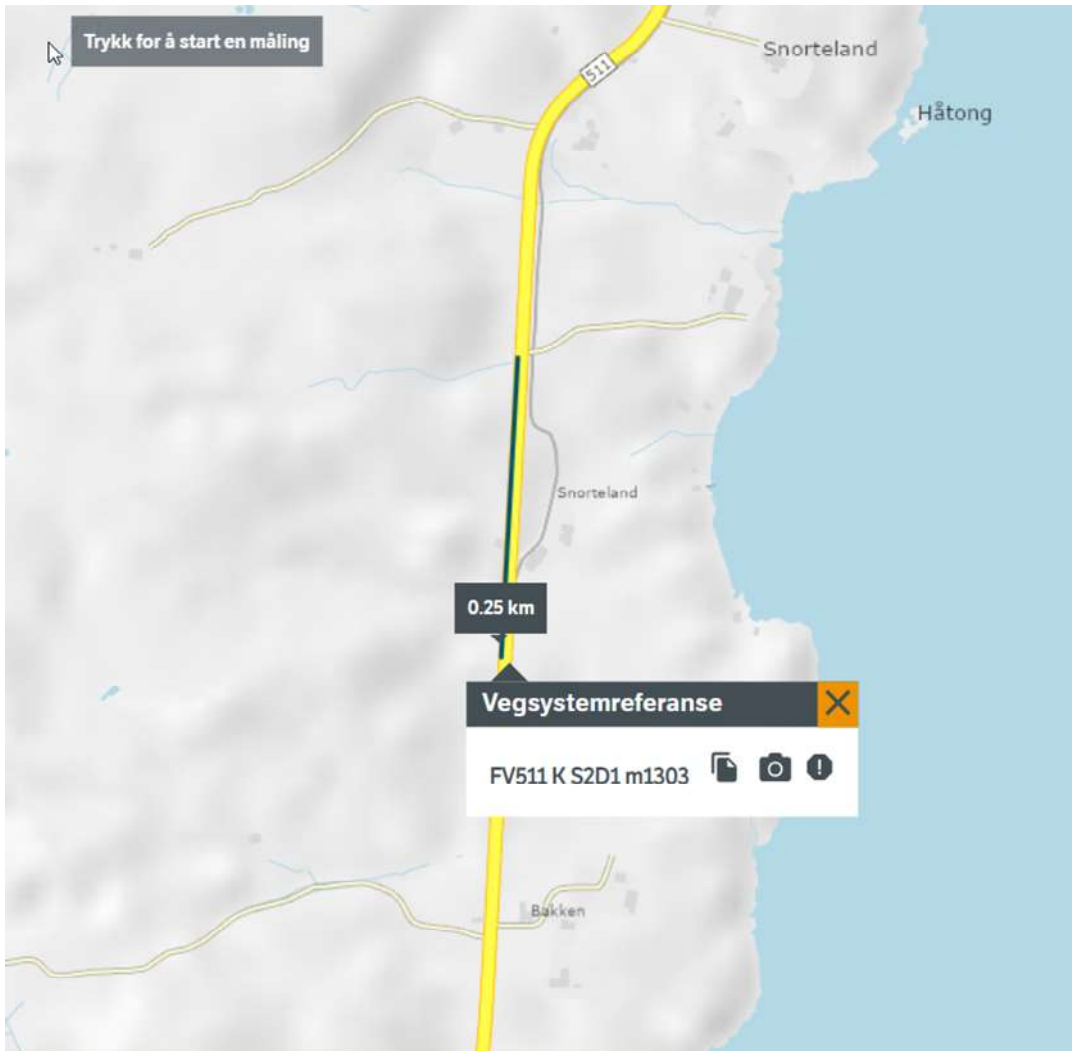 Trykk for å start en måling
Snorteland
511
Håtong
Snorteland
0.25 km
Vegsystemreferanse
FV511 K S2D1 m1303
Bakken